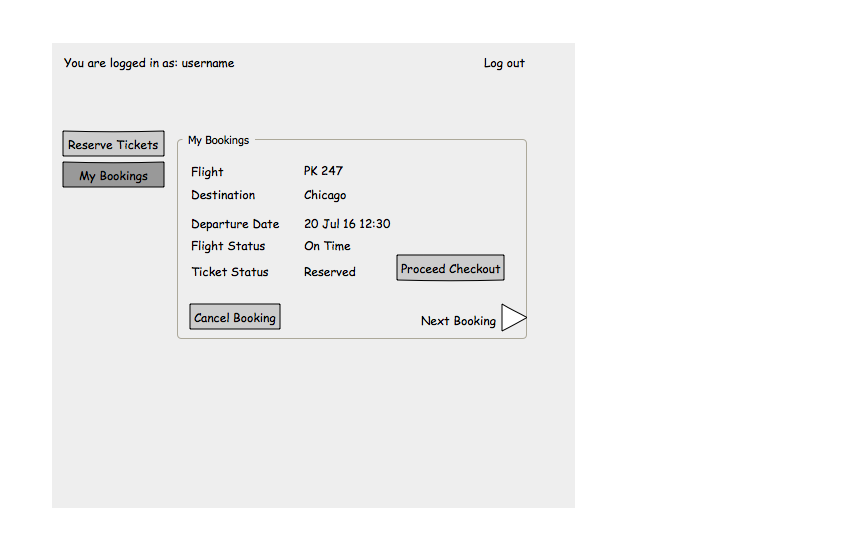 You are logged in as: username
Log out
Reserve Tickets
My Bookings
My Bookings
Flight PK 247
Destination Chicago
Departure Date 20 Jul 16 12:30
Flight Status On Time
Ticket Status Reserved
Proceed Checkout
Cancel Booking
Next Booking